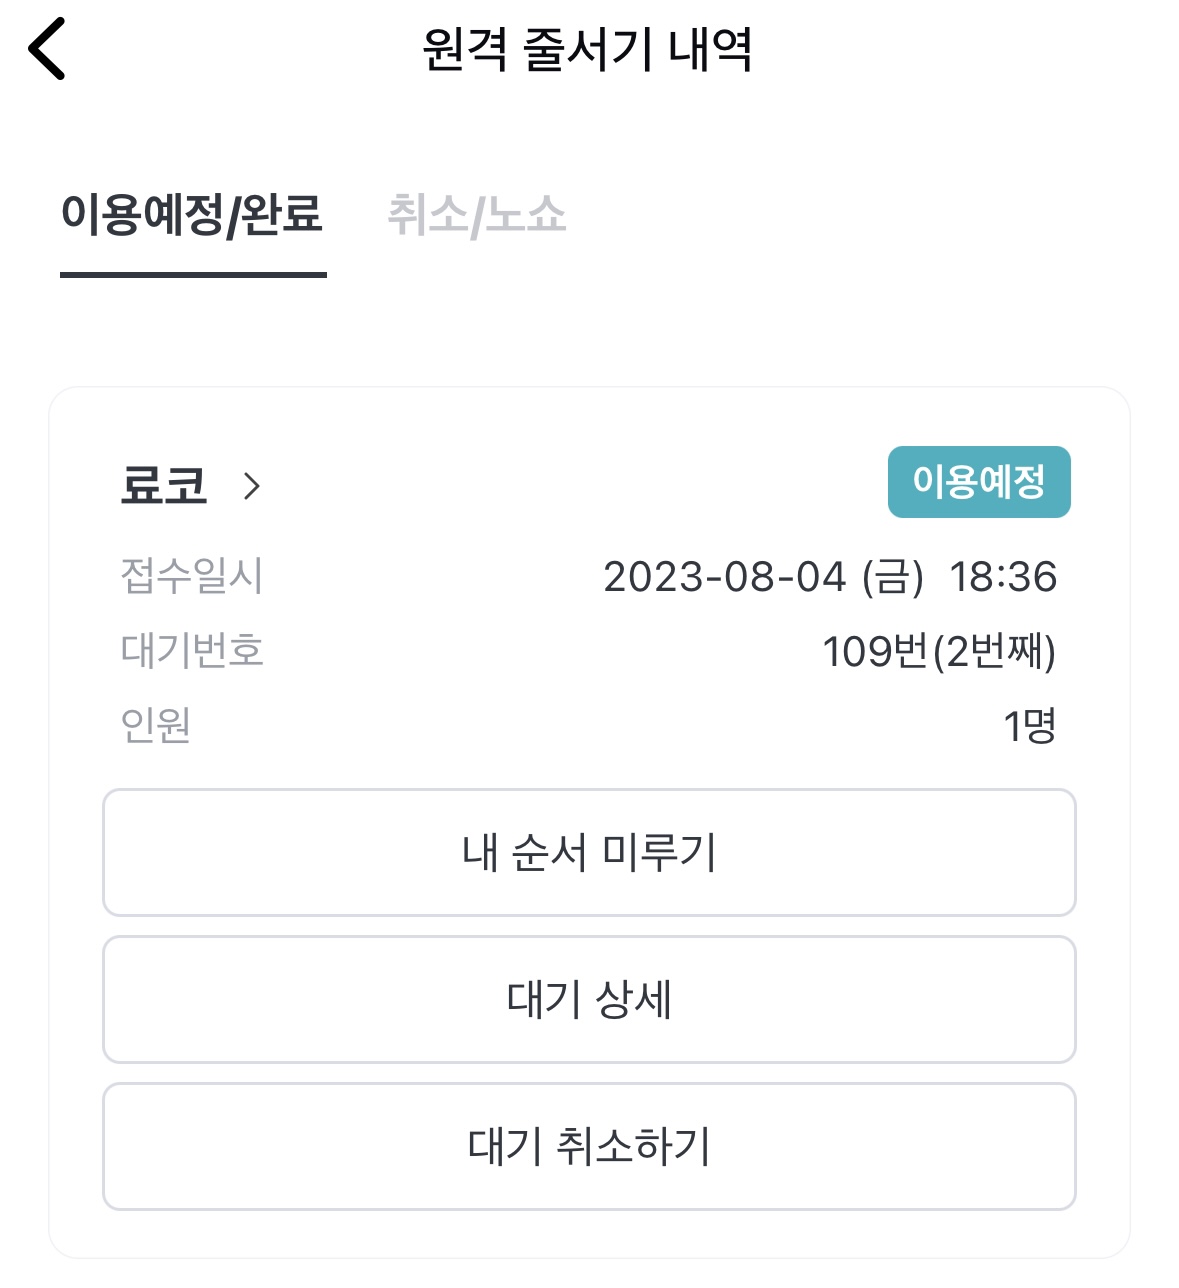 원격 줄서기 내역
이용예정/완료 취소/노쇼
료코 이용예정
접수일시 2023-08-04 (금) 18:36
대기번호 109번(2번째)
인원 1명
내 순서 미루기
대기 상세
대기 취소하기